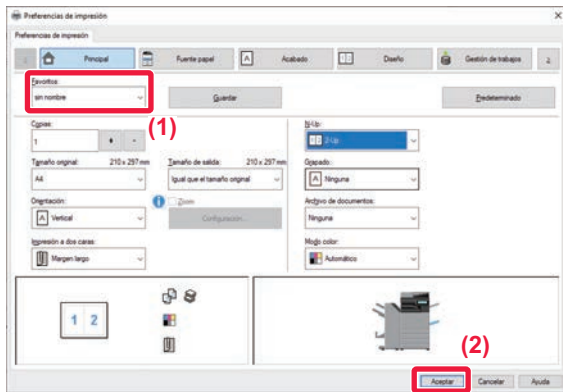 Preferencias de impresión
Preferencias de impresión
Principal Fuente papel Acabado Diseño Gestión de trabajos
Favoritos:
sin nombre Guardar Predeterminado
(1)
Copias: N-Up:
1 + - 2-Up
Tamaño original: 210 x 297 mm Tamaño de salida: 210 x 297 mm Grapado:
A4 Igual que el tamaño original Ninguna
Orientación: Zoom Archivo de documentos:
Vertical Configuración... Ninguna
Impresión a dos caras: Modo color:
Margen largo Automático
1 2
(2)
Aceptar Cancelar Ayuda